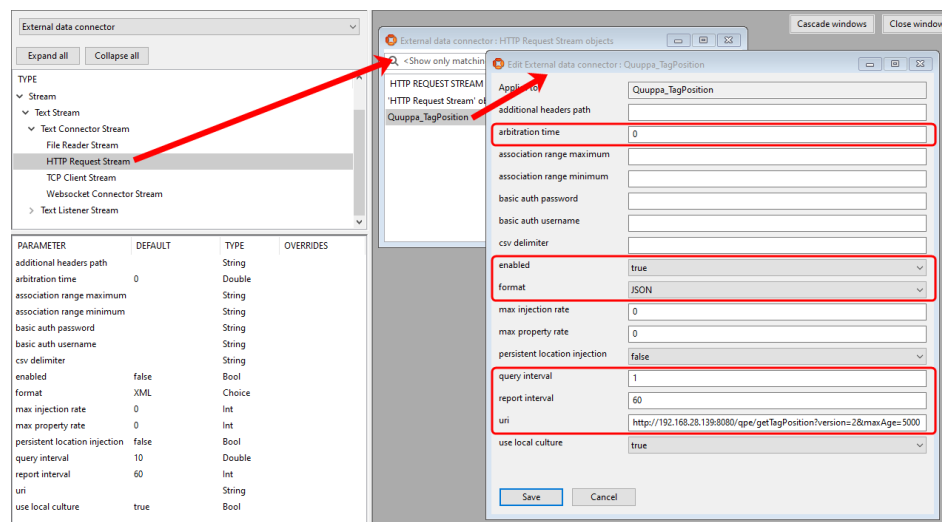 External data connector
Expand all
Collapse all
TYPE
Stream
Text Stream
Text Connector Stream
File Reader Stream
HTTP Request Stream
TCP Client Stream
Websocket Connector Stream
Text Listener Stream
PARAMETER DEFAULT TYPE OVERRIDES
additional headers path String
arbitration time 0 Double
association range maximum String
association range minimum String
basic auth password String
basic auth username String
csv delimiter String
enabled false Bool
format XML Choice
max injection rate 0 Int
max property rate 0 Int
persistent location injection false Bool
query interval 10 Double
report interval 60 Int
uri String
use local culture true Bool
Cascade windows
Close window
External data connector : HTTP Request Stream objects
<Show only matchin
HTTP REQUEST STREAM
'HTTP Request Stream' ob
Quuppa_TagPosition
Edit External data connector : Quuppa_TagPosition
Quuppa_TagPosition
additional headers path
arbitration time 0
association range maximum
association range minimum
basic auth password
basic auth username
csv delimiter
enabled true
format JSON
max injection rate 0
max property rate 0
persistent location injection false
query interval 1
report interval 60
uri http://192.168.28.139:8080/qpe/getTagPosition?version=2&maxAge=5000
use local culture true
Save
Cancel